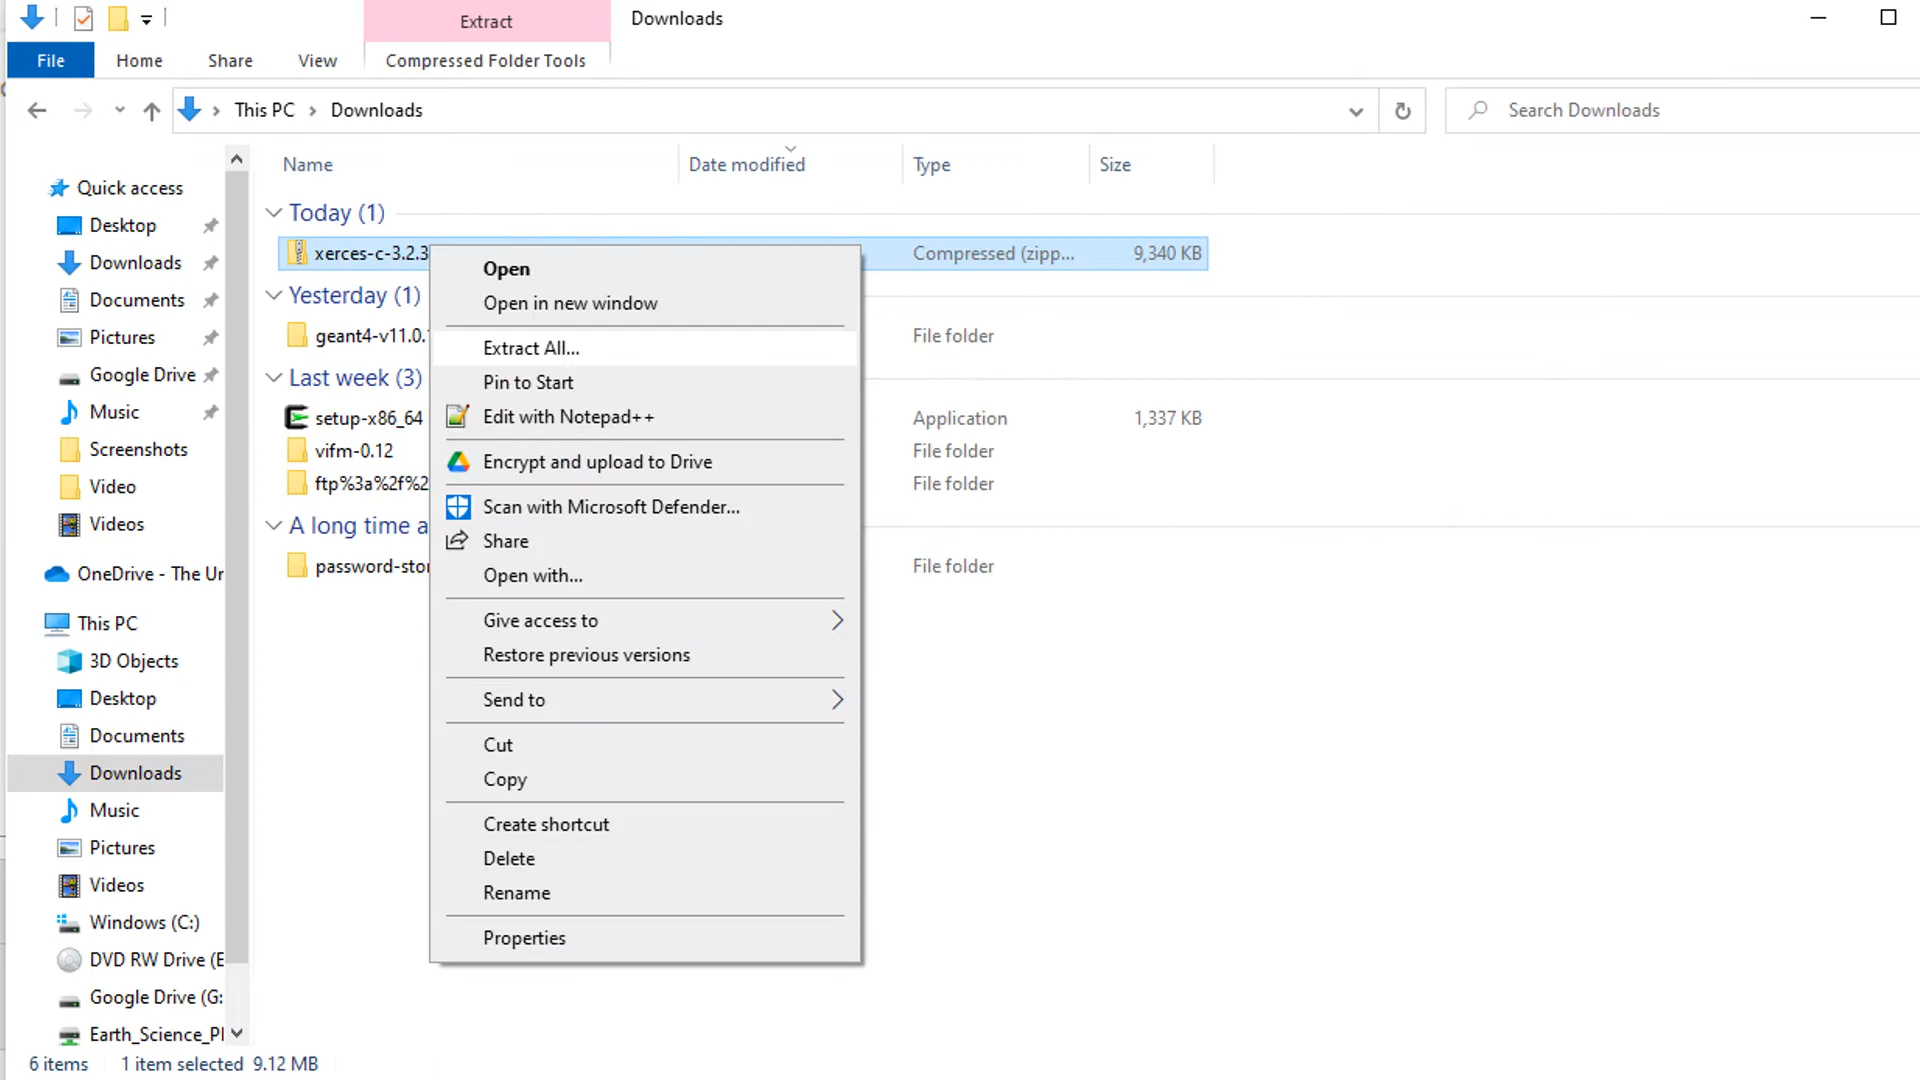 Extract
Downloads
File
Home
Share
View
Compressed Folder Tools
This PC
Downloads
Search Downloads
Name
Date modified
Type
Size
Quick access
Desktop
Downloads
Documents
Pictures
Google Drive
Music
Screenshots
Video
Videos
OneDrive - The Ur
This PC
3D Objects
Desktop
Documents
Downloads
Music
Pictures
Videos
Windows (C:)
DVD RW Drive (E
Google Drive (G:
Earth_Science_Pl
Today (1)
xerces-c-3.2.3
Compressed (zipp...
9,340 KB
Yesterday (1)
geant4-v11.0.
File folder
Last week (3)
setup-x86_64
Application
1,337 KB
vifm-0.12
File folder
ftp%3a%2f%2
File folder
A long time a
password-stor
File folder
Open
Open in new window
Extract All...
Pin to Start
Edit with Notepad++
Encrypt and upload to Drive
Scan with Microsoft Defender...
Share
Open with...
Give access to
Restore previous versions
Send to
Cut
Copy
Create shortcut
Delete
Rename
Properties
6 items
1 item selected 9.12 MB